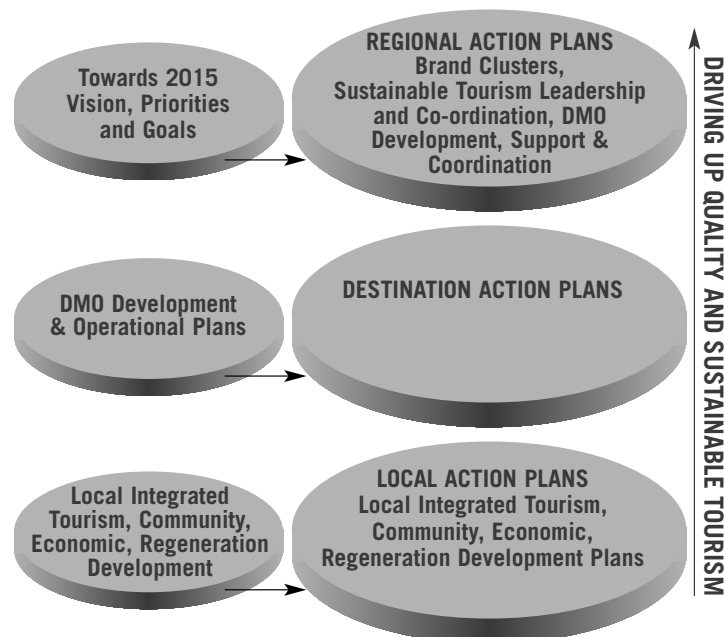 Towards 2015
Vision, Priorities
and Goals
REGIONAL ACTION PLANS
Brand Clusters,
Sustainable Tourism Leadership
and Co-ordination, DMO
Development, Support &
Coordination
DMO Development
& Operational Plans
DESTINATION ACTION PLANS
Local Integrated
Tourism, Community,
Economic, Regeneration
Development
LOCAL ACTION PLANS
Local Integrated Tourism,
Community, Economic,
Regeneration Development Plans
DRIVING UP QUALITY AND SUSTAINABLE TOURISM